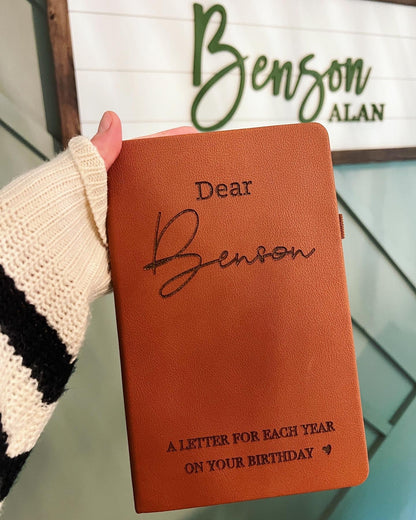 Benson
ALAN
Dear
Benson
A LETTER FOR EACH YEAR
ON YOUR BIRTHDAY ♥